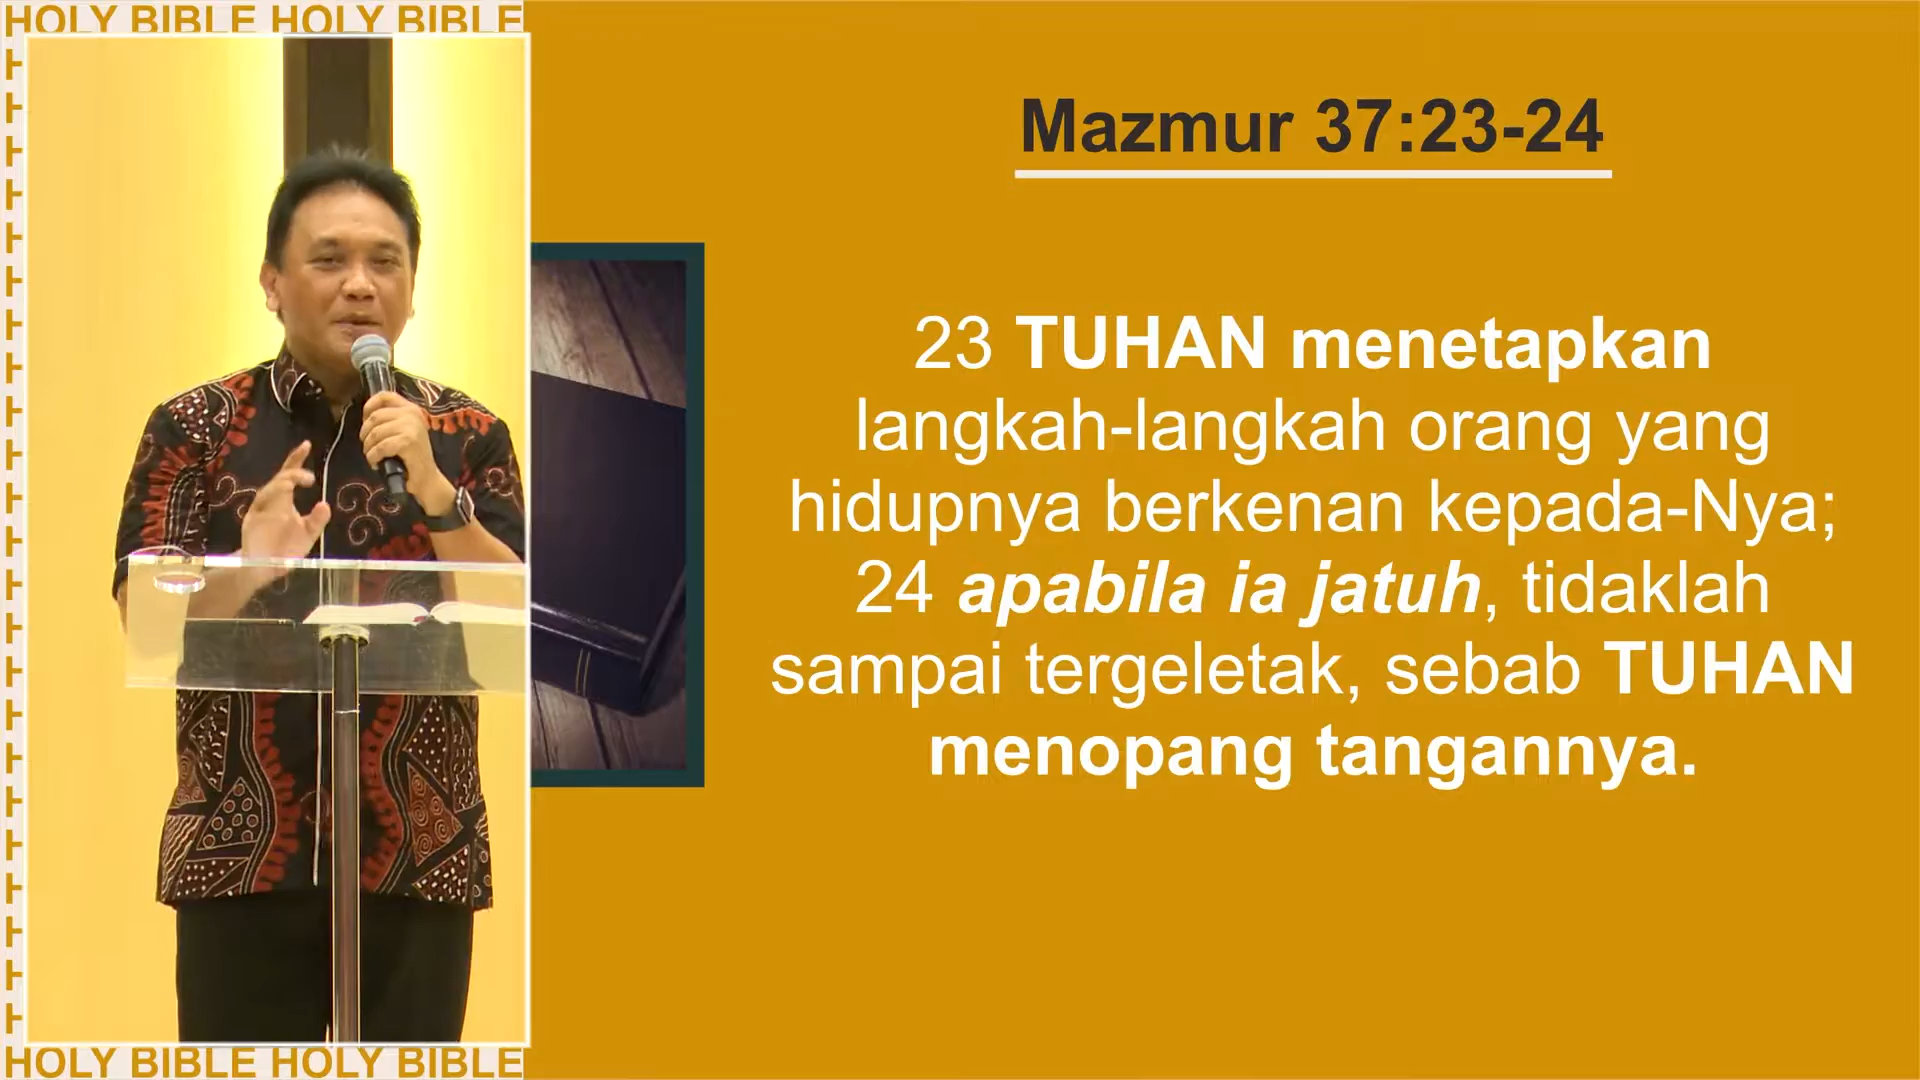 HOLY BIBLE HOLY BIBLE
Mazmur 37:23-24
23 TUHAN menetapkan
langkah-langkah orang yang
hidupnya berkenan kepada-Nya;
24 apabila ia jatuh, tidaklah
sampai tergeletak, sebab TUHAN
menopang tangannya.
HOLY BIBLE HOLY BIBLE